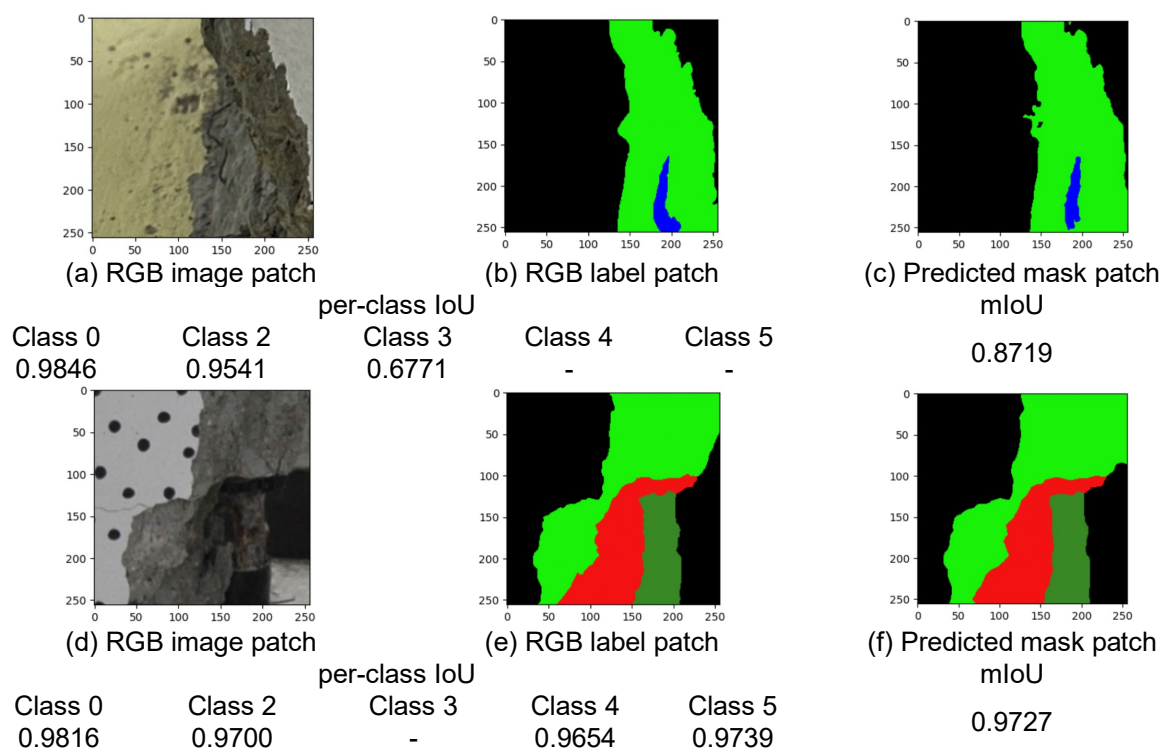 0
50
100
150
200
250
0 50 100 150 200 250
0
50
100
150
200
250
0 50 100 150 200 250
0
50
100
150
200
250
0 50 100 150 200 250
(a) RGB image patch (b) RGB label patch (c) Predicted mask patch
per-class IoU mIoU
Class 0 Class 2 Class 3 Class 4 Class 5
0.9846 0.9541 0.6771 - - 0.8719
0
50
100
150
200
250
0 50 100 150 200 250
0
50
100
150
200
250
0 50 100 150 200 250
0
50
100
150
200
250
0 50 100 150 200 250
(d) RGB image patch (e) RGB label patch (f) Predicted mask patch
per-class IoU mIoU
Class 0 Class 2 Class 3 Class 4 Class 5
0.9816 0.9700 - 0.9654 0.9739 0.9727